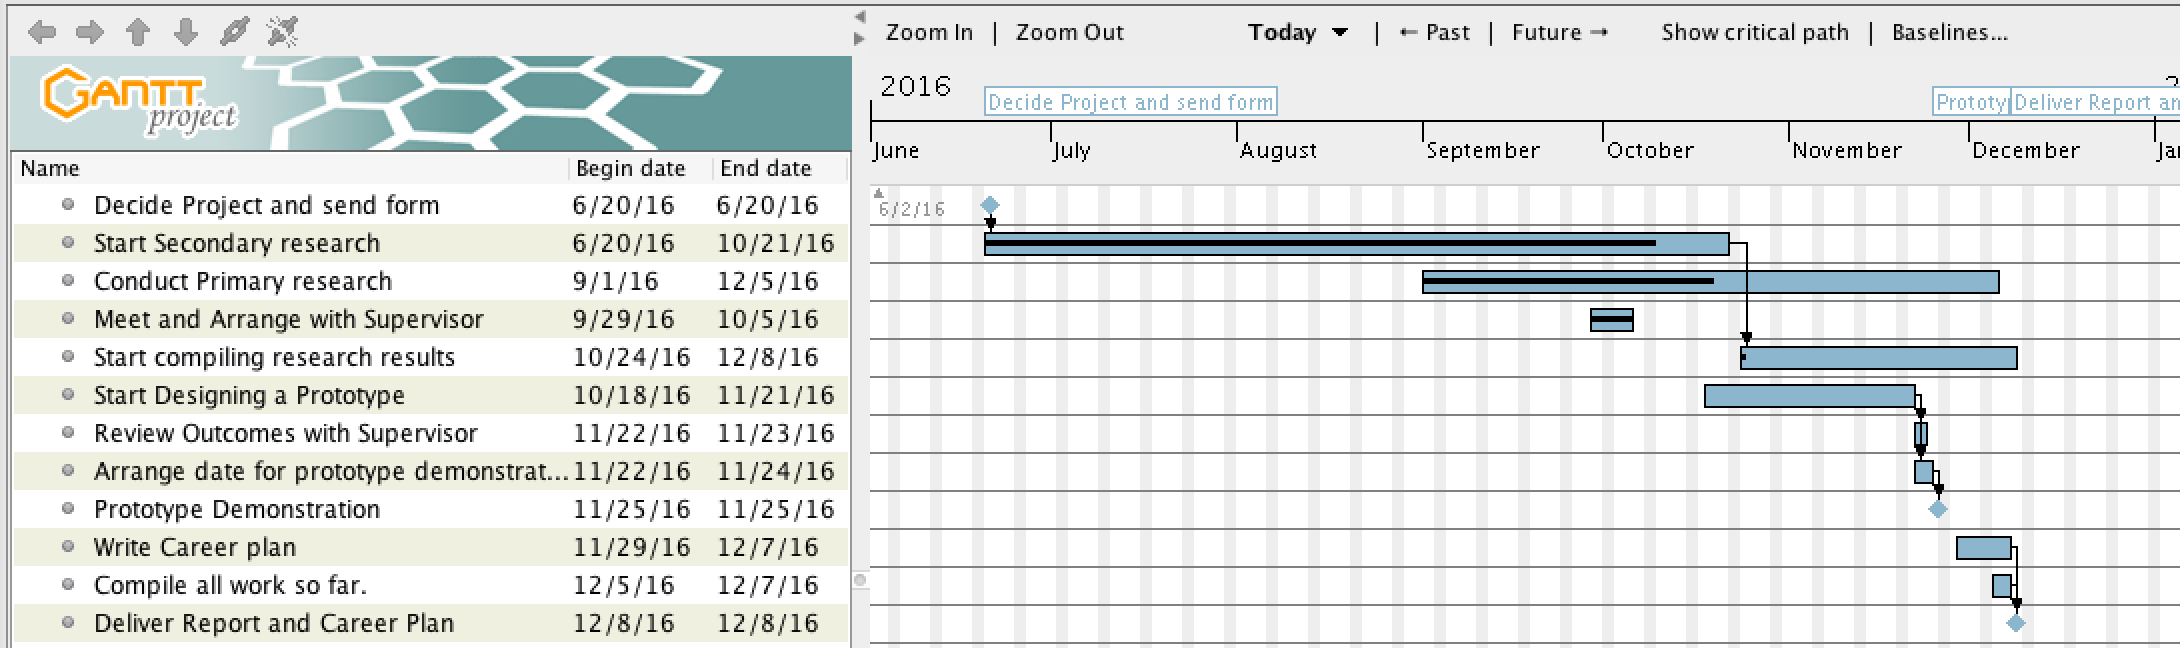 Zoom In | Zoom Out Today | ← Past | Future → Show critical path | Baselines...
GANTT
project
2016
Decide Project and send form Prototy Deliver Report an
June July August September October November December Jan
Name Begin date End date
6/2/16
Decide Project and send form 6/20/16 6/20/16
Start Secondary research 6/20/16 10/21/16
Conduct Primary research 9/1/16 12/5/16
Meet and Arrange with Supervisor 9/29/16 10/5/16
Start compiling research results 10/24/16 12/8/16
Start Designing a Prototype 10/18/16 11/21/16
Review Outcomes with Supervisor 11/22/16 11/23/16
Arrange date for prototype demonstrat... 11/22/16 11/24/16
Prototype Demonstration 11/25/16 11/25/16
Write Career plan 11/29/16 12/7/16
Compile all work so far. 12/5/16 12/7/16
Deliver Report and Career Plan 12/8/16 12/8/16